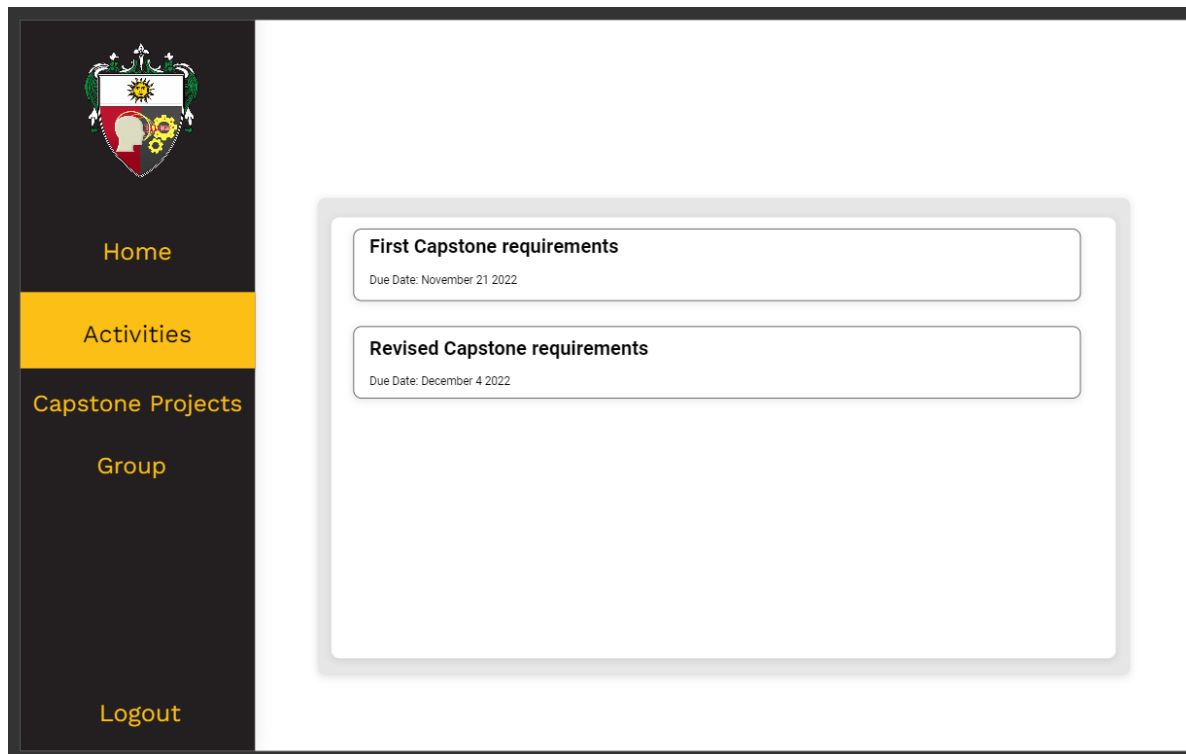 Home
Activities
Capstone Projects
Group
Logout
First Capstone requirements
Due Date: November 21 2022
Revised Capstone requirements
Due Date: December 4 2022